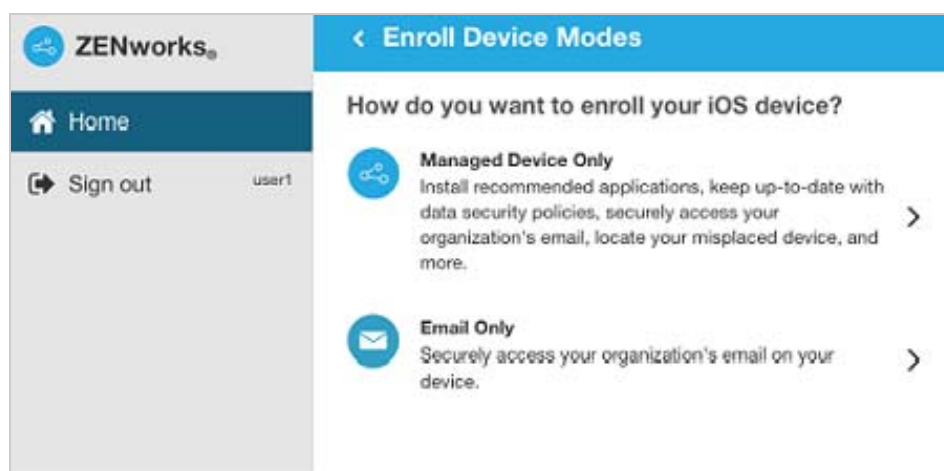 ZENworks®
Home
Sign out
user1
Enroll Device Modes
How do you want to enroll your iOS device?
Managed Device Only
Install recommended applications, keep up-to-date with
data security policies, securely access your
organization's email, locate your misplaced device, and
more.
Email Only
Securely access your organization's email on your
device.